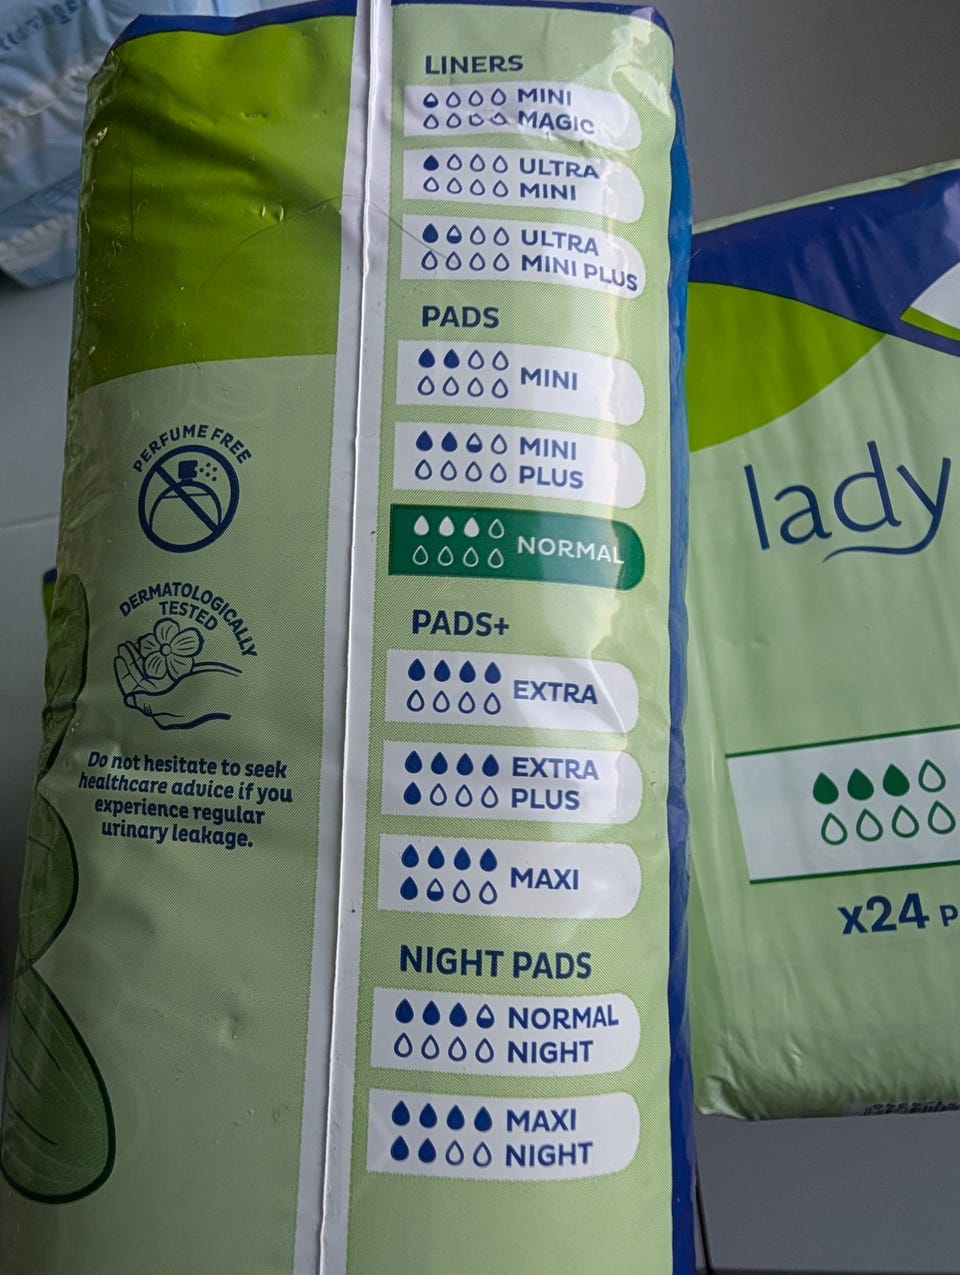 LINERS
MINI
MAGIC
ULTRA
MINI
ULTRA
MINI PLUS
PADS
MINI
MINI
PLUS
NORMAL
PADS+
EXTRA
EXTRA
PLUS
MAXI
NIGHT PADS
NORMAL
NIGHT
MAXI
NIGHT
PERFUME FREE
DERMATOLOGICALLY
TESTED
Do not hesitate to seek
healthcare advice if you
experience regular
urinary leakage.
lady
x24 P